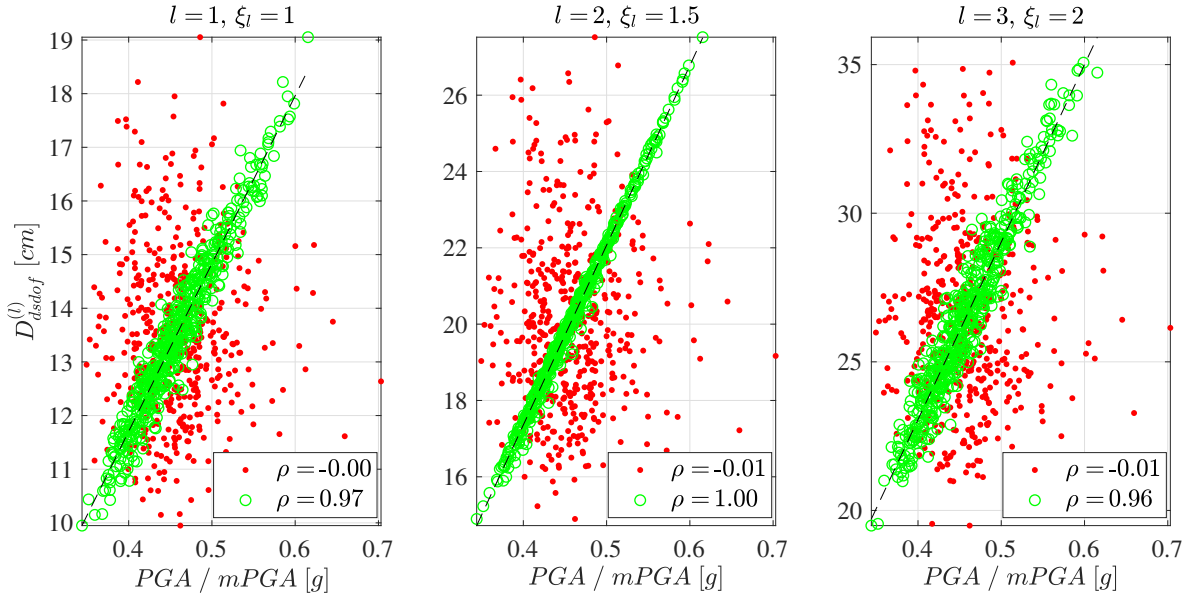 l = 1, ξ_l = 1
l = 2, ξ_l = 1.5
l = 3, ξ_l = 2
D_{dsdof}^{(l)} [cm]
19
18
17
16
15
14
13
12
11
10
26
24
22
20
18
16
35
30
25
20
ρ = -0.00
ρ = 0.97
ρ = -0.01
ρ = 1.00
ρ = -0.01
ρ = 0.96
0.4 0.5 0.6 0.7
0.4 0.5 0.6 0.7
0.4 0.5 0.6 0.7
PGA / mPGA [g]
PGA / mPGA [g]
PGA / mPGA [g]